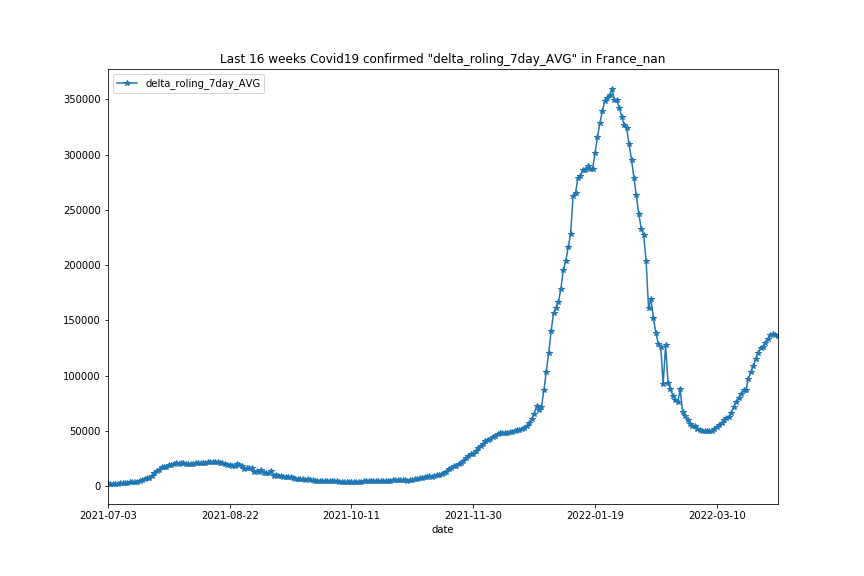 Last 16 weeks Covid19 confirmed "delta_roling_7day_AVG" in France_nan
delta_roling_7day_AVG
350000
300000
250000
200000
150000
100000
50000
0
2021-07-03 2021-08-22 2021-10-11 2021-11-30 2022-01-19 2022-03-10
date